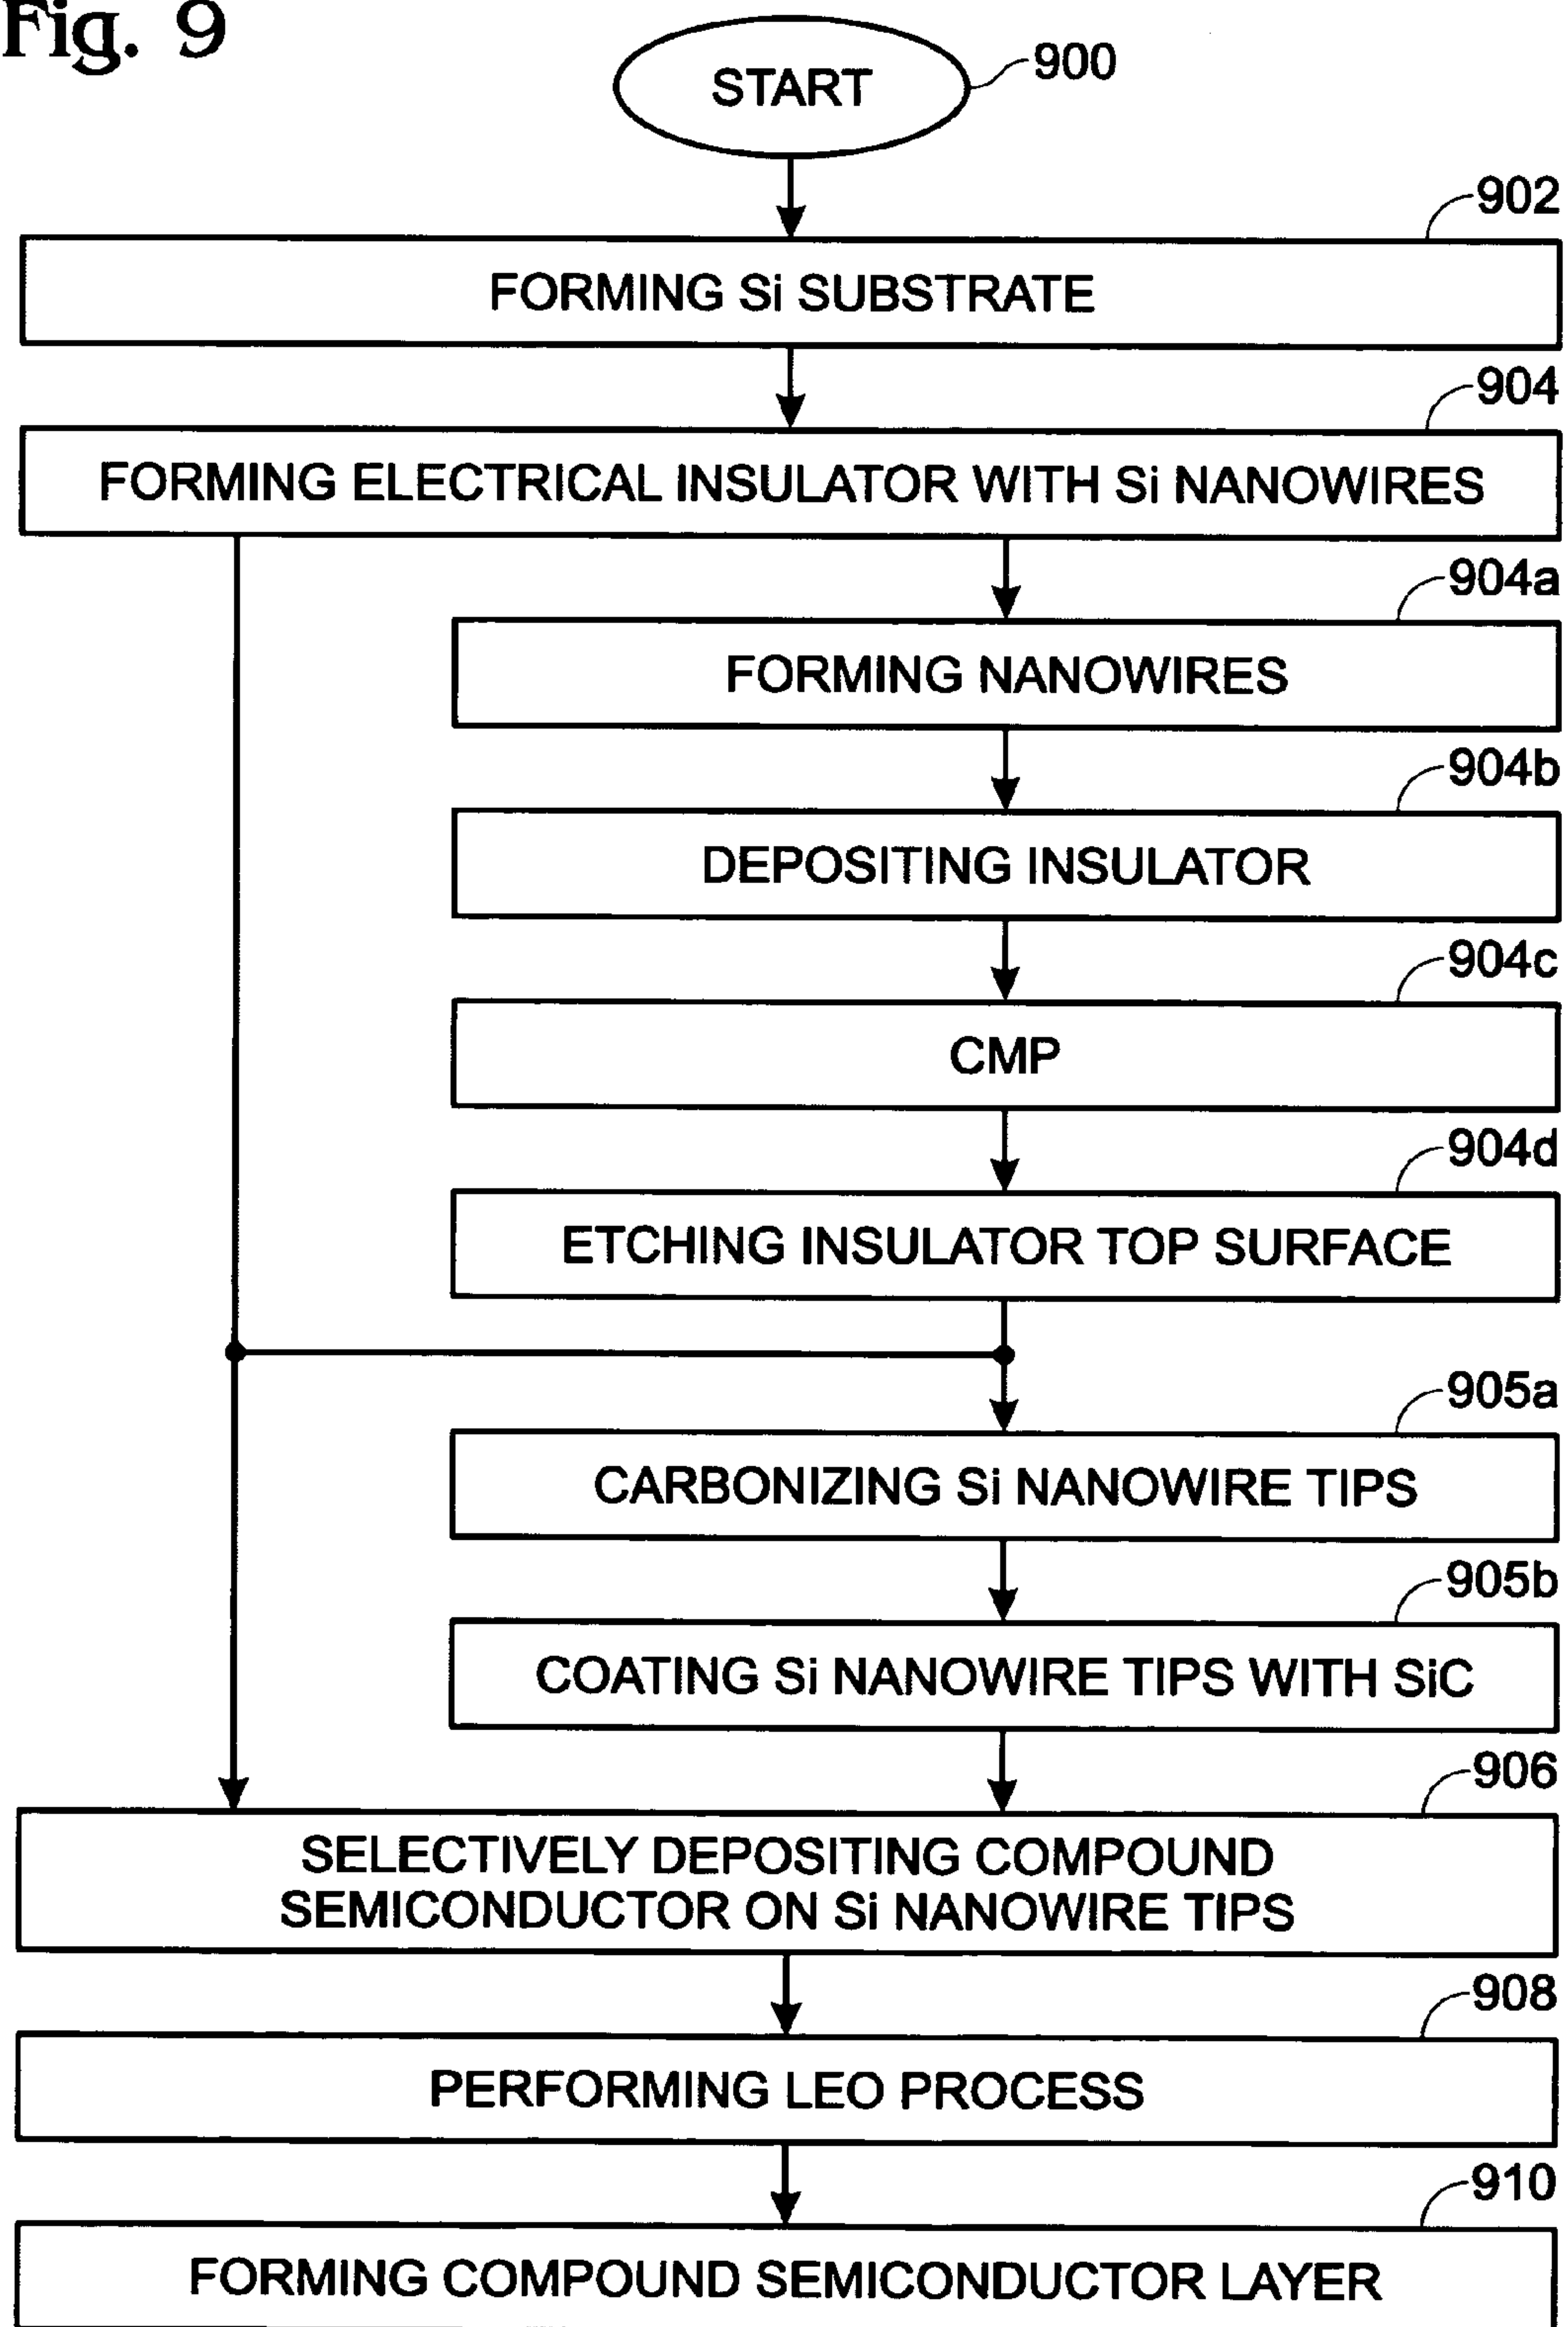 Fig. 9
START
900
902
FORMING Si SUBSTRATE
904
FORMING ELECTRICAL INSULATOR WITH Si NANOWIRES
904a
FORMING NANOWIRES
904b
DEPOSITING INSULATOR
904c
CMP
904d
ETCHING INSULATOR TOP SURFACE
905a
CARBONIZING Si NANOWIRE TIPS
905b
COATING Si NANOWIRE TIPS WITH SiC
906
SELECTIVELY DEPOSITING COMPOUND
SEMICONDUCTOR ON Si NANOWIRE TIPS
908
PERFORMING LEO PROCESS
910
FORMING COMPOUND SEMICONDUCTOR LAYER